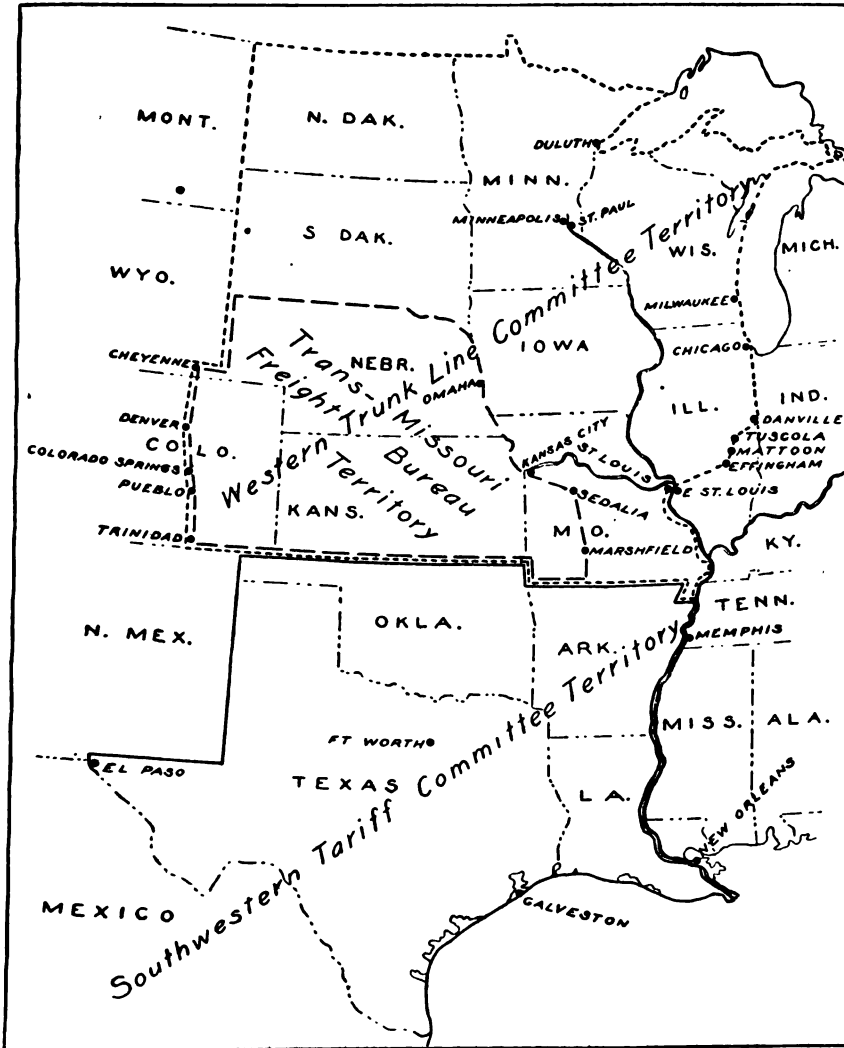 MONT.
N. DAK.
DULUTH
MINN.
MINNEAPOLIS
ST. PAUL
S DAK.
WIS.
MICH.
WYO.
MILWAUKEE
Western Trunk Line Committee Territory
CHEYENNE
Trans-Missouri
Freight Bureau
Territory
NEBR.
OMAHA
IOWA
CHICAGO
ILL.
IND.
DANVILLE
TUSCOLA
MATTOON
EFFINGHAM
DENVER
COLO.
COLORADO SPRINGS
PUEBLO
TRINIDAD
KANS.
KANSAS CITY
ST LOUIS
E ST. LOUIS
SEDALIA
MO.
MARSHFIELD
KY.
N. MEX.
OKLA.
ARK.
TENN.
MEMPHIS
Southwestern Tariff Committee Territory
FT WORTH
EL PASO
TEXAS
LA.
MISS.
ALA.
NEW ORLEANS
MEXICO
GALVESTON